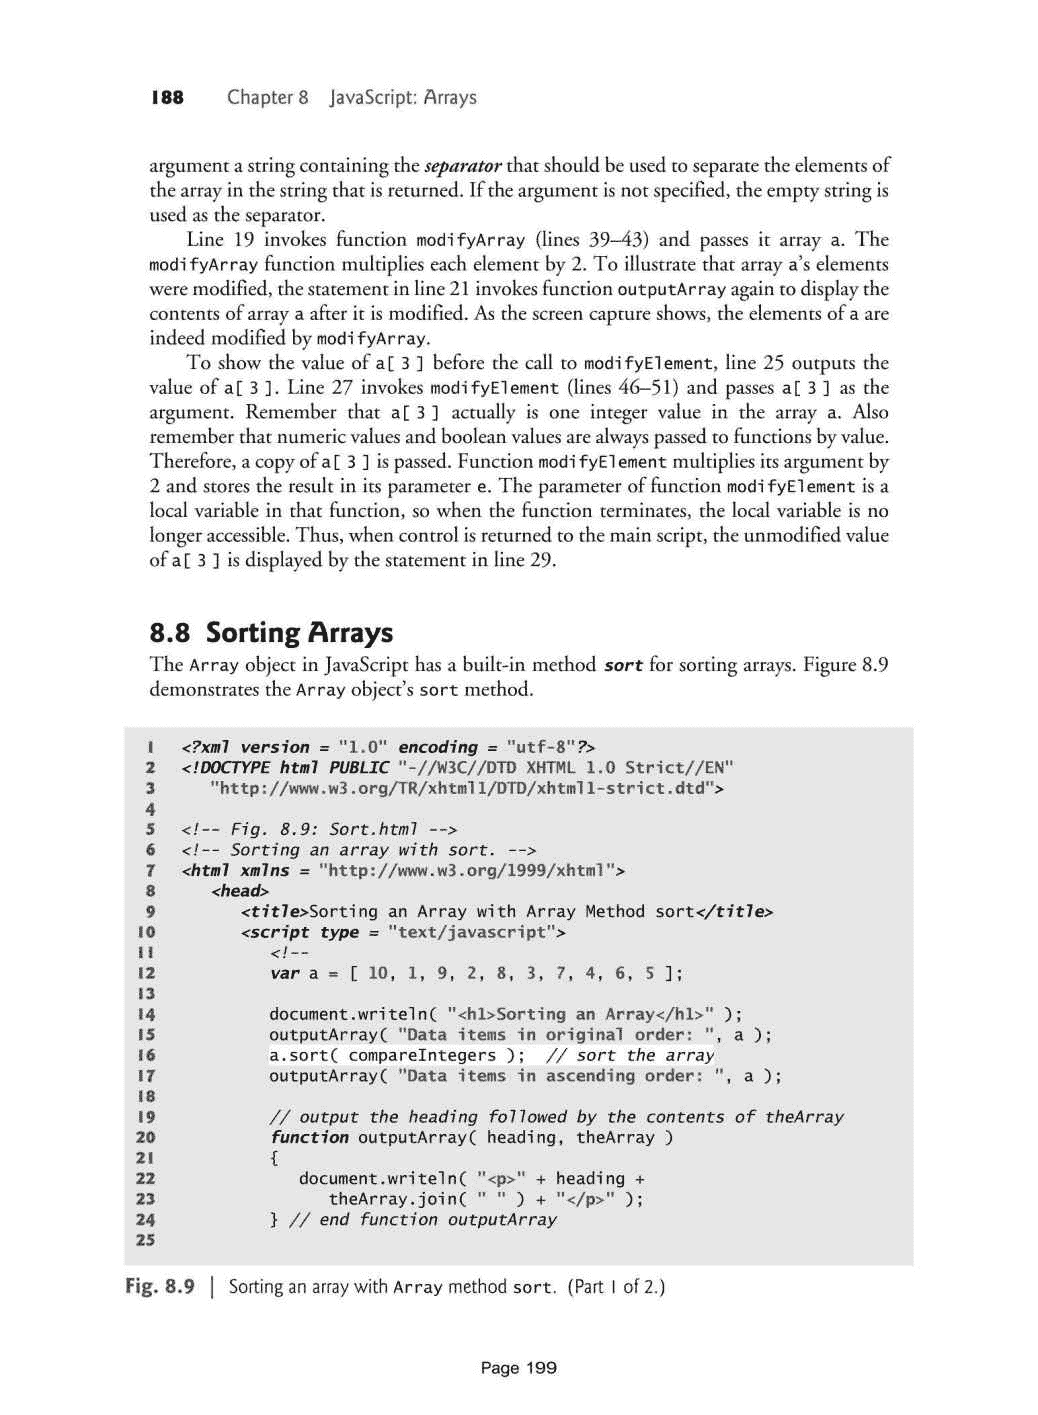 188 Chapter 8 JavaScript: Arrays
argument a string containing the separator that should be used to separate the elements of
the array in the string that is returned. If the argument is not specified, the empty string is
used as the separator.
Line 19 invokes function modifyArray (lines 39–43) and passes it array a. The
modifyArray function multiplies each element by 2. To illustrate that array a's elements
were modified, the statement in line 21 invokes function outputArray again to display the
contents of array a after it is modified. As the screen capture shows, the elements of a are
indeed modified by modifyArray.
To show the value of a[ 3 ] before the call to modifyElement, line 25 outputs the
value of a[ 3 ]. Line 27 invokes modifyElement (lines 46–51) and passes a[ 3 ] as the
argument. Remember that a[ 3 ] actually is one integer value in the array a. Also
remember that numeric values and boolean values are always passed to functions by value.
Therefore, a copy of a[ 3 ] is passed. Function modifyElement multiplies its argument by
2 and stores the result in its parameter e. The parameter of function modifyElement is a
local variable in that function, so when the function terminates, the local variable is no
longer accessible. Thus, when control is returned to the main script, the unmodified value
of a[ 3 ] is displayed by the statement in line 29.
8.8 Sorting Arrays
The Array object in JavaScript has a built-in method sort for sorting arrays. Figure 8.9
demonstrates the Array object's sort method.
1 <?xml version = "1.0" encoding = "utf-8"?>
2 <!DOCTYPE html PUBLIC "-//W3C//DTD XHTML 1.0 Strict//EN"
3 "http://www.w3.org/TR/xhtml1/DTD/xhtml1-strict.dtd">
4
5 <!-- Fig. 8.9: Sort.html -->
6 <!-- Sorting an array with sort. -->
7 <html xmlns = "http://www.w3.org/1999/xhtml">
8 <head>
9 <title>Sorting an Array with Array Method sort</title>
10 <script type = "text/javascript">
11 <!--
12 var a = [ 10, 1, 9, 2, 8, 3, 7, 4, 6, 5 ];
13
14 document.writeln( "<h1>Sorting an Array</h1>" );
15 outputArray( "Data items in original order: ", a );
16 a.sort( compareIntegers ); // sort the array
17 outputArray( "Data items in ascending order: ", a );
18
19 // output the heading followed by the contents of theArray
20 function outputArray( heading, theArray )
21 {
22 document.writeln( "<p>" + heading +
23 theArray.join( " " ) + "</p>" );
24 } // end function outputArray
25
Fig. 8.9 | Sorting an array with Array method sort. (Part 1 of 2.)
Page 199